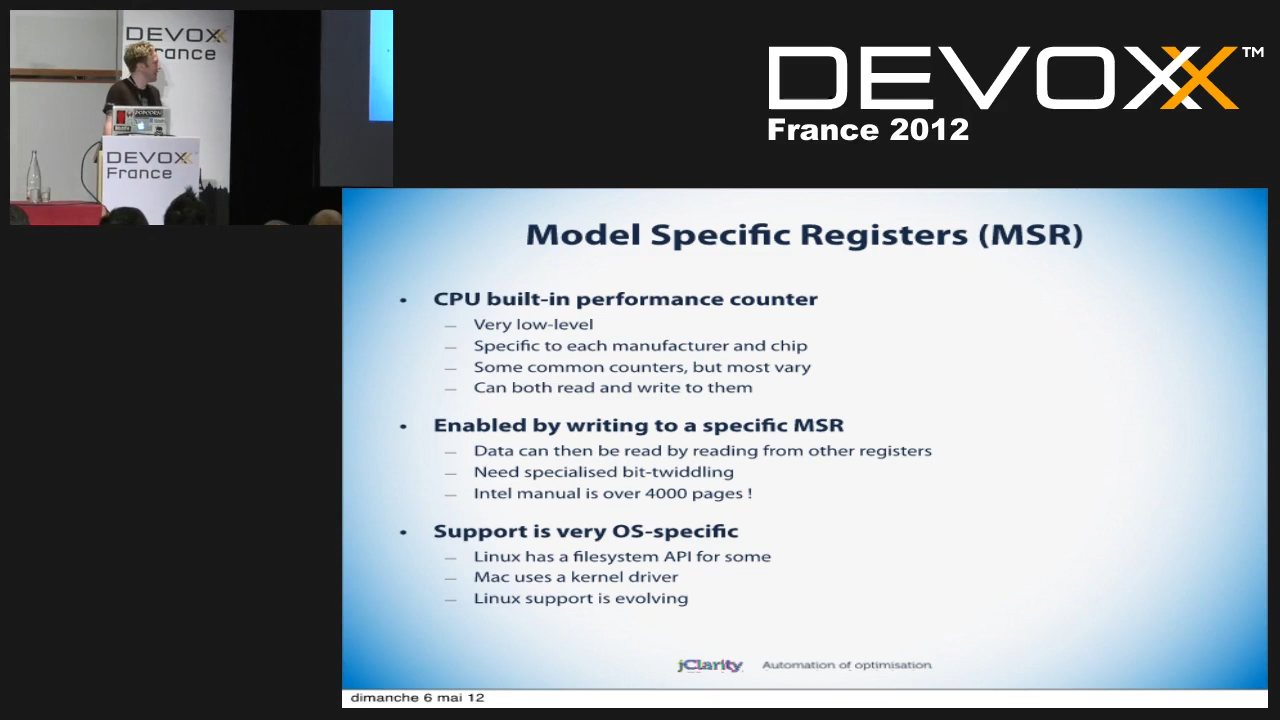 DEVOXX
France
DEVOXX
France
DEVOXX™
France 2012
Model Specific Registers (MSR)
• CPU built-in performance counter
— Very low-level
— Specific to each manufacturer and chip
— Some common counters, but most vary
— Can both read and write to them
• Enabled by writing to a specific MSR
— Data can then be read by reading from other registers
— Need specialised bit-twiddling
— Intel manual is over 4000 pages !
• Support is very OS-specific
— Linux has a filesystem API for some
— Mac uses a kernel driver
— Linux support is evolving
jClarity Automation of optimisation
dimanche 6 mai 12